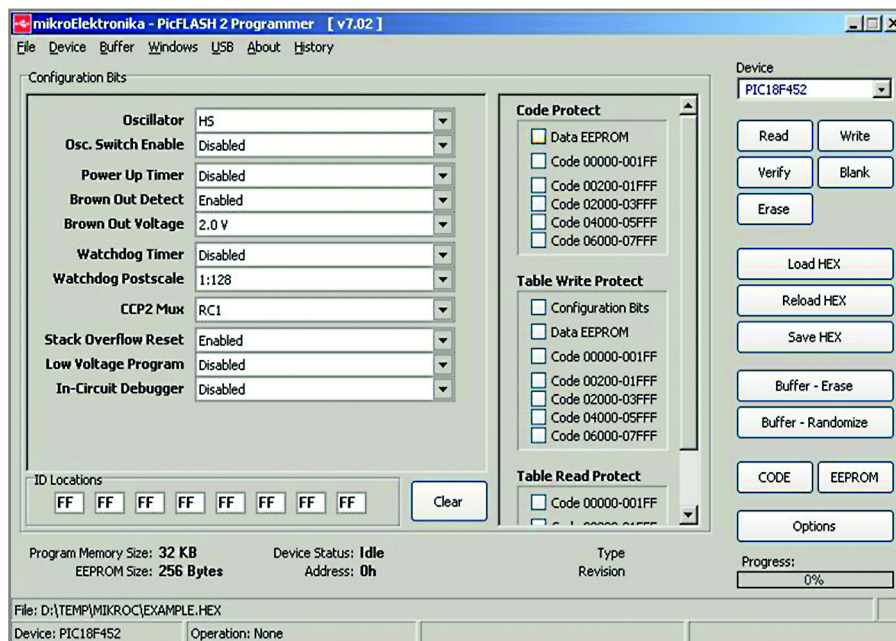 mikroElektronika - PicFLASH 2 Programmer [ v7.02 ]
File Device Buffer Windows USB About History
Configuration Bits
Oscillator HS
Osc. Switch Enable Disabled
Power Up Timer Disabled
Brown Out Detect Enabled
Brown Out Voltage 2.0 V
Watchdog Timer Disabled
Watchdog Postscale 1:128
CCP2 Mux RC1
Stack Overflow Reset Enabled
Low Voltage Program Disabled
In-Circuit Debugger Disabled
ID Locations
FF FF FF FF FF FF FF FF
Clear
Code Protect
Data EEPROM
Code 00000-001FF
Code 00200-01FFF
Code 02000-03FFF
Code 04000-05FFF
Code 06000-07FFF
Table Write Protect
Configuration Bits
Data EEPROM
Code 00000-001FF
Code 00200-01FFF
Code 02000-03FFF
Code 04000-05FFF
Code 06000-07FFF
Table Read Protect
Code 00000-001FF
Device
PIC18F452
Read Write
Verify Blank
Erase
Load HEX
Reload HEX
Save HEX
Buffer - Erase
Buffer - Randomize
CODE EEPROM
Options
Progress:
0%
Program Memory Size: 32 KB Device Status: Idle Type
EEPROM Size: 256 Bytes Address: 0h Revision
File: D:\TEMP\MIKROC\EXAMPLE.HEX
Device: PIC18F452 Operation: None